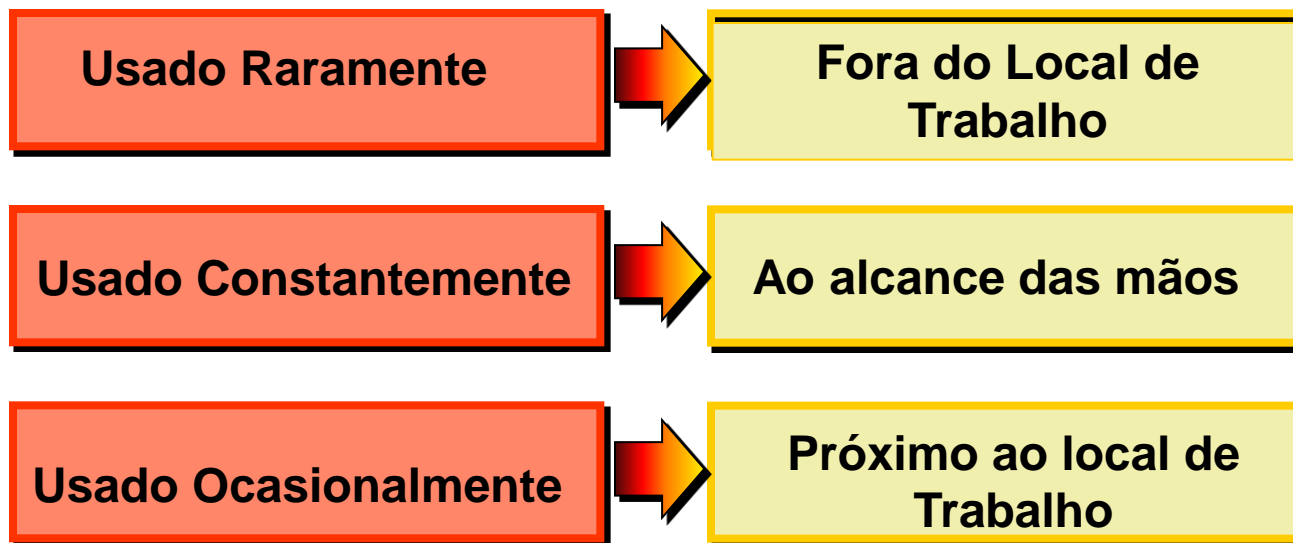 Usado Raramente
Fora do Local de
Trabalho
Usado Constantemente
Ao alcance das mãos
Usado Ocasionalmente
Próximo ao local de
Trabalho